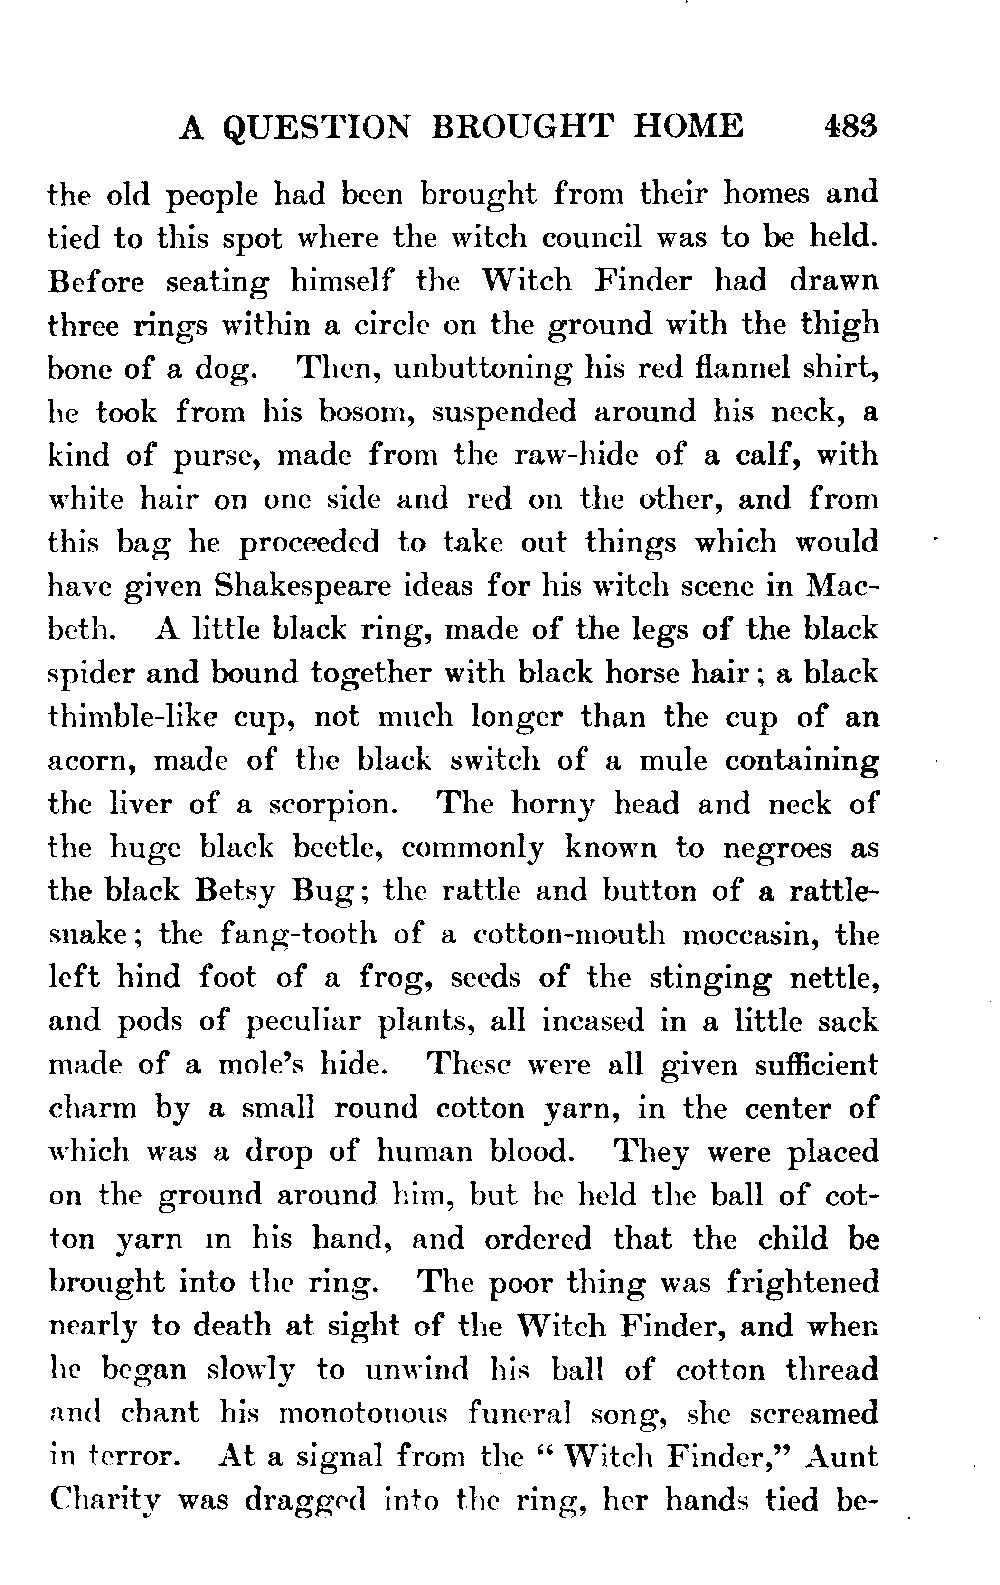 A QUESTION BROUGHT HOME 483
the old people had been brought from their homes and
tied to this spot where the witch council was to be held.
Before seating himself the Witch Finder had drawn
three rings within a circle on the ground with the thigh
bone of a dog. Then, unbuttoning his red flannel shirt,
he took from his bosom, suspended around his neck, a
kind of purse, made from the raw-hide of a calf, with
white hair on one side and red on the other, and from
this bag he proceeded to take out things which would
have given Shakespeare ideas for his witch scene in Mac-
beth. A little black ring, made of the legs of the black
spider and bound together with black horse hair; a black
thimble-like cup, not much longer than the cup of an
acorn, made of the black switch of a mule containing
the liver of a scorpion. The horny head and neck of
the huge black beetle, commonly known to negroes as
the black Betsy Bug; the rattle and button of a rattle-
snake; the fang-tooth of a cotton-mouth moccasin, the
left hind foot of a frog, seeds of the stinging nettle,
and pods of peculiar plants, all incased in a little sack
made of a mole's hide. These were all given sufficient
charm by a small round cotton yarn, in the center of
which was a drop of human blood. They were placed
on the ground around him, but he held the ball of cot-
ton yarn in his hand, and ordered that the child be
brought into the ring. The poor thing was frightened
nearly to death at sight of the Witch Finder, and when
he began slowly to unwind his ball of cotton thread
and chant his monotonous funeral song, she screamed
in terror. At a signal from the “ Witch Finder,” Aunt
Charity was dragged into the ring, her hands tied be-